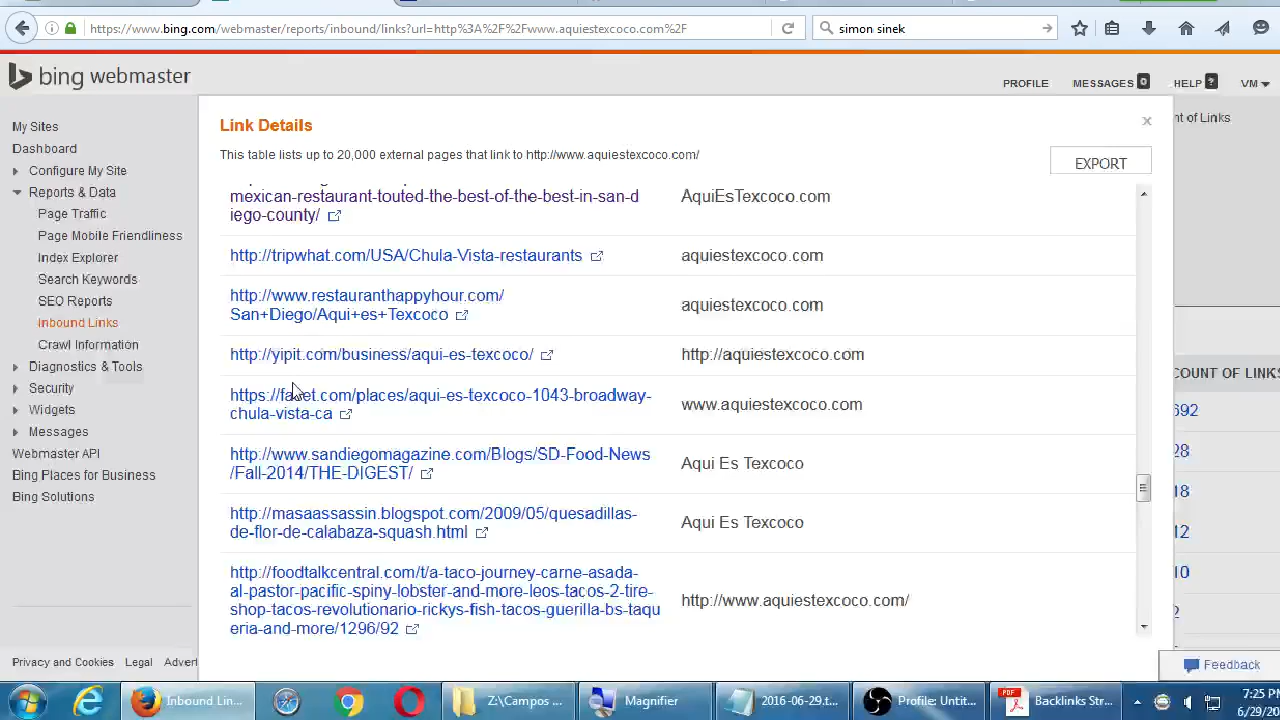 https://www.bing.com/webmaster/reports/inbound/links?url=http%3A%2F%2Fwww.aquiestexcoco.com%2F
simon sinek
bing webmaster
PROFILE
MESSAGES 0
HELP ?
VM
My Sites
Dashboard
Configure My Site
Reports & Data
Page Traffic
Page Mobile Friendliness
Index Explorer
Search Keywords
SEO Reports
Inbound Links
Crawl Information
Diagnostics & Tools
Security
Widgets
Messages
Webmaster API
Bing Places for Business
Bing Solutions
Privacy and Cookies Legal Advert
Link Details
This table lists up to 20,000 external pages that link to http://www.aquiestexcoco.com/
EXPORT
mexican-restaurant-touted-the-best-of-the-best-in-san-d
iego-county/
AquiEsTexcoco.com
http://tripwhat.com/USA/Chula-Vista-restaurants
aquiestexcoco.com
http://www.restauranthappyhour.com/
San+Diego/Aqui+es+Texcoco
aquiestexcoco.com
http://yipit.com/business/aqui-es-texcoco/
http://aquiestexcoco.com
.com/places/aqui-es-texcoco-1043-broadway-
chula-vista-ca
www.aquiestexcoco.com
http://www.sandiegomagazine.com/Blogs/SD-Food-News
/Fall-2014/THE-DIGEST/
Aqui Es Texcoco
http://masaassassin.blogspot.com/2009/05/quesadillas-
de-flor-de-calabaza-squash.html
Aqui Es Texcoco
http://foodtalkcentral.com/t/a-taco-journey-carne-asada-
al-pastor-pacific-spiny-lobster-and-more-leos-tacos-2-tire-
shop-tacos-revolutionario-rickys-fish-tacos-guerilla-bs-taqu
eria-and-more/1296/92
http://www.aquiestexcoco.com/
nt of Links
COUNT OF LINKS
692
28
18
12
10
2
Feedback
Inbound Lin...
Z:\Campos ...
Magnifier
2016-06-29.t...
Profile: Untit...
PDF
Backlinks Str...
7:25 PM
6/29/20